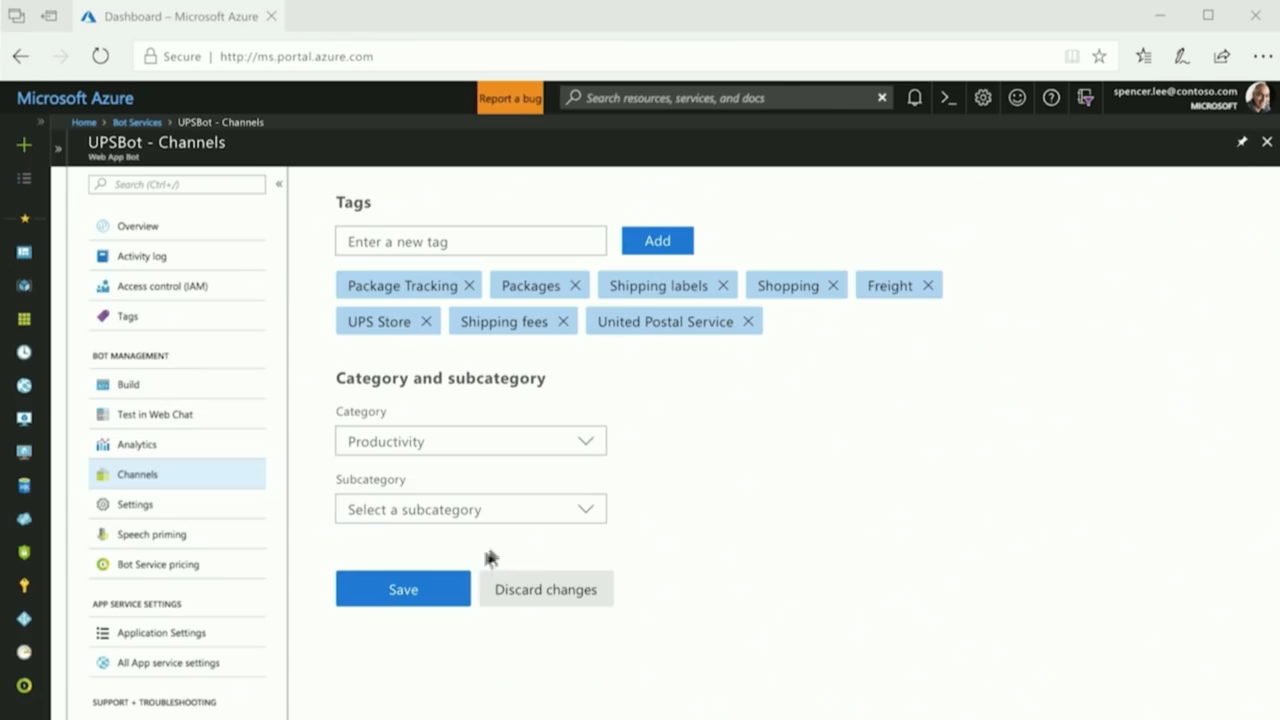 Dashboard – Microsoft Azure
Secure | http://ms.portal.azure.com
Microsoft Azure
Report a bug
Search resources, services, and docs
spencer.lee@contoso.com
MICROSOFT
Home > Bot Services > UPSBot - Channels
UPSBot - Channels
Web App Bot
Search (Ctrl+/)
Overview
Activity log
Access control (IAM)
Tags
BOT MANAGEMENT
Build
Test in Web Chat
Analytics
Channels
Settings
Speech priming
Bot Service pricing
APP SERVICE SETTINGS
Application Settings
All App service settings
SUPPORT + TROUBLESHOOTING
Tags
Enter a new tag
Add
Package Tracking Packages Shipping labels Shopping Freight
UPS Store Shipping fees United Postal Service
Category and subcategory
Category
Productivity
Subcategory
Select a subcategory
Save Discard changes